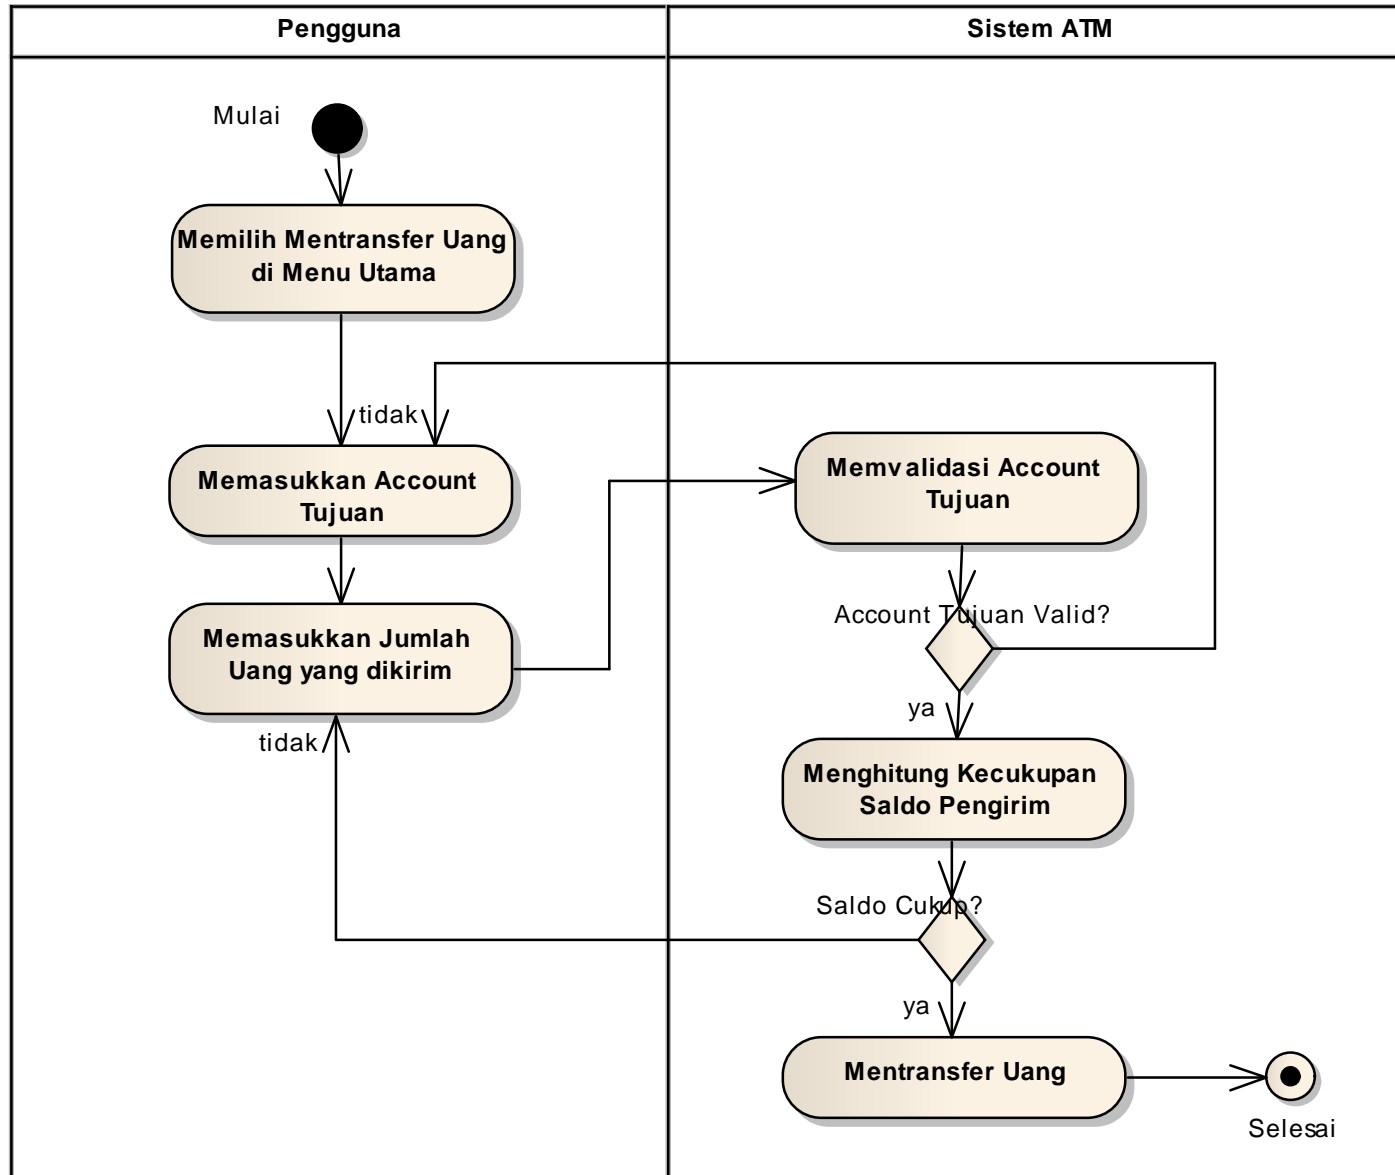 Pengguna
Sistem ATM
Mulai
Memilih Mentransfer Uang
di Menu Utama
tidak
Memasukkan Account
Tujuan
Memvalidasi Account
Tujuan
Memasukkan Jumlah
Uang yang dikirim
Account Tujuan Valid?
ya
tidak
Menghitung Kecukupan
Saldo Pengirim
Saldo Cukup?
ya
Mentransfer Uang
Selesai